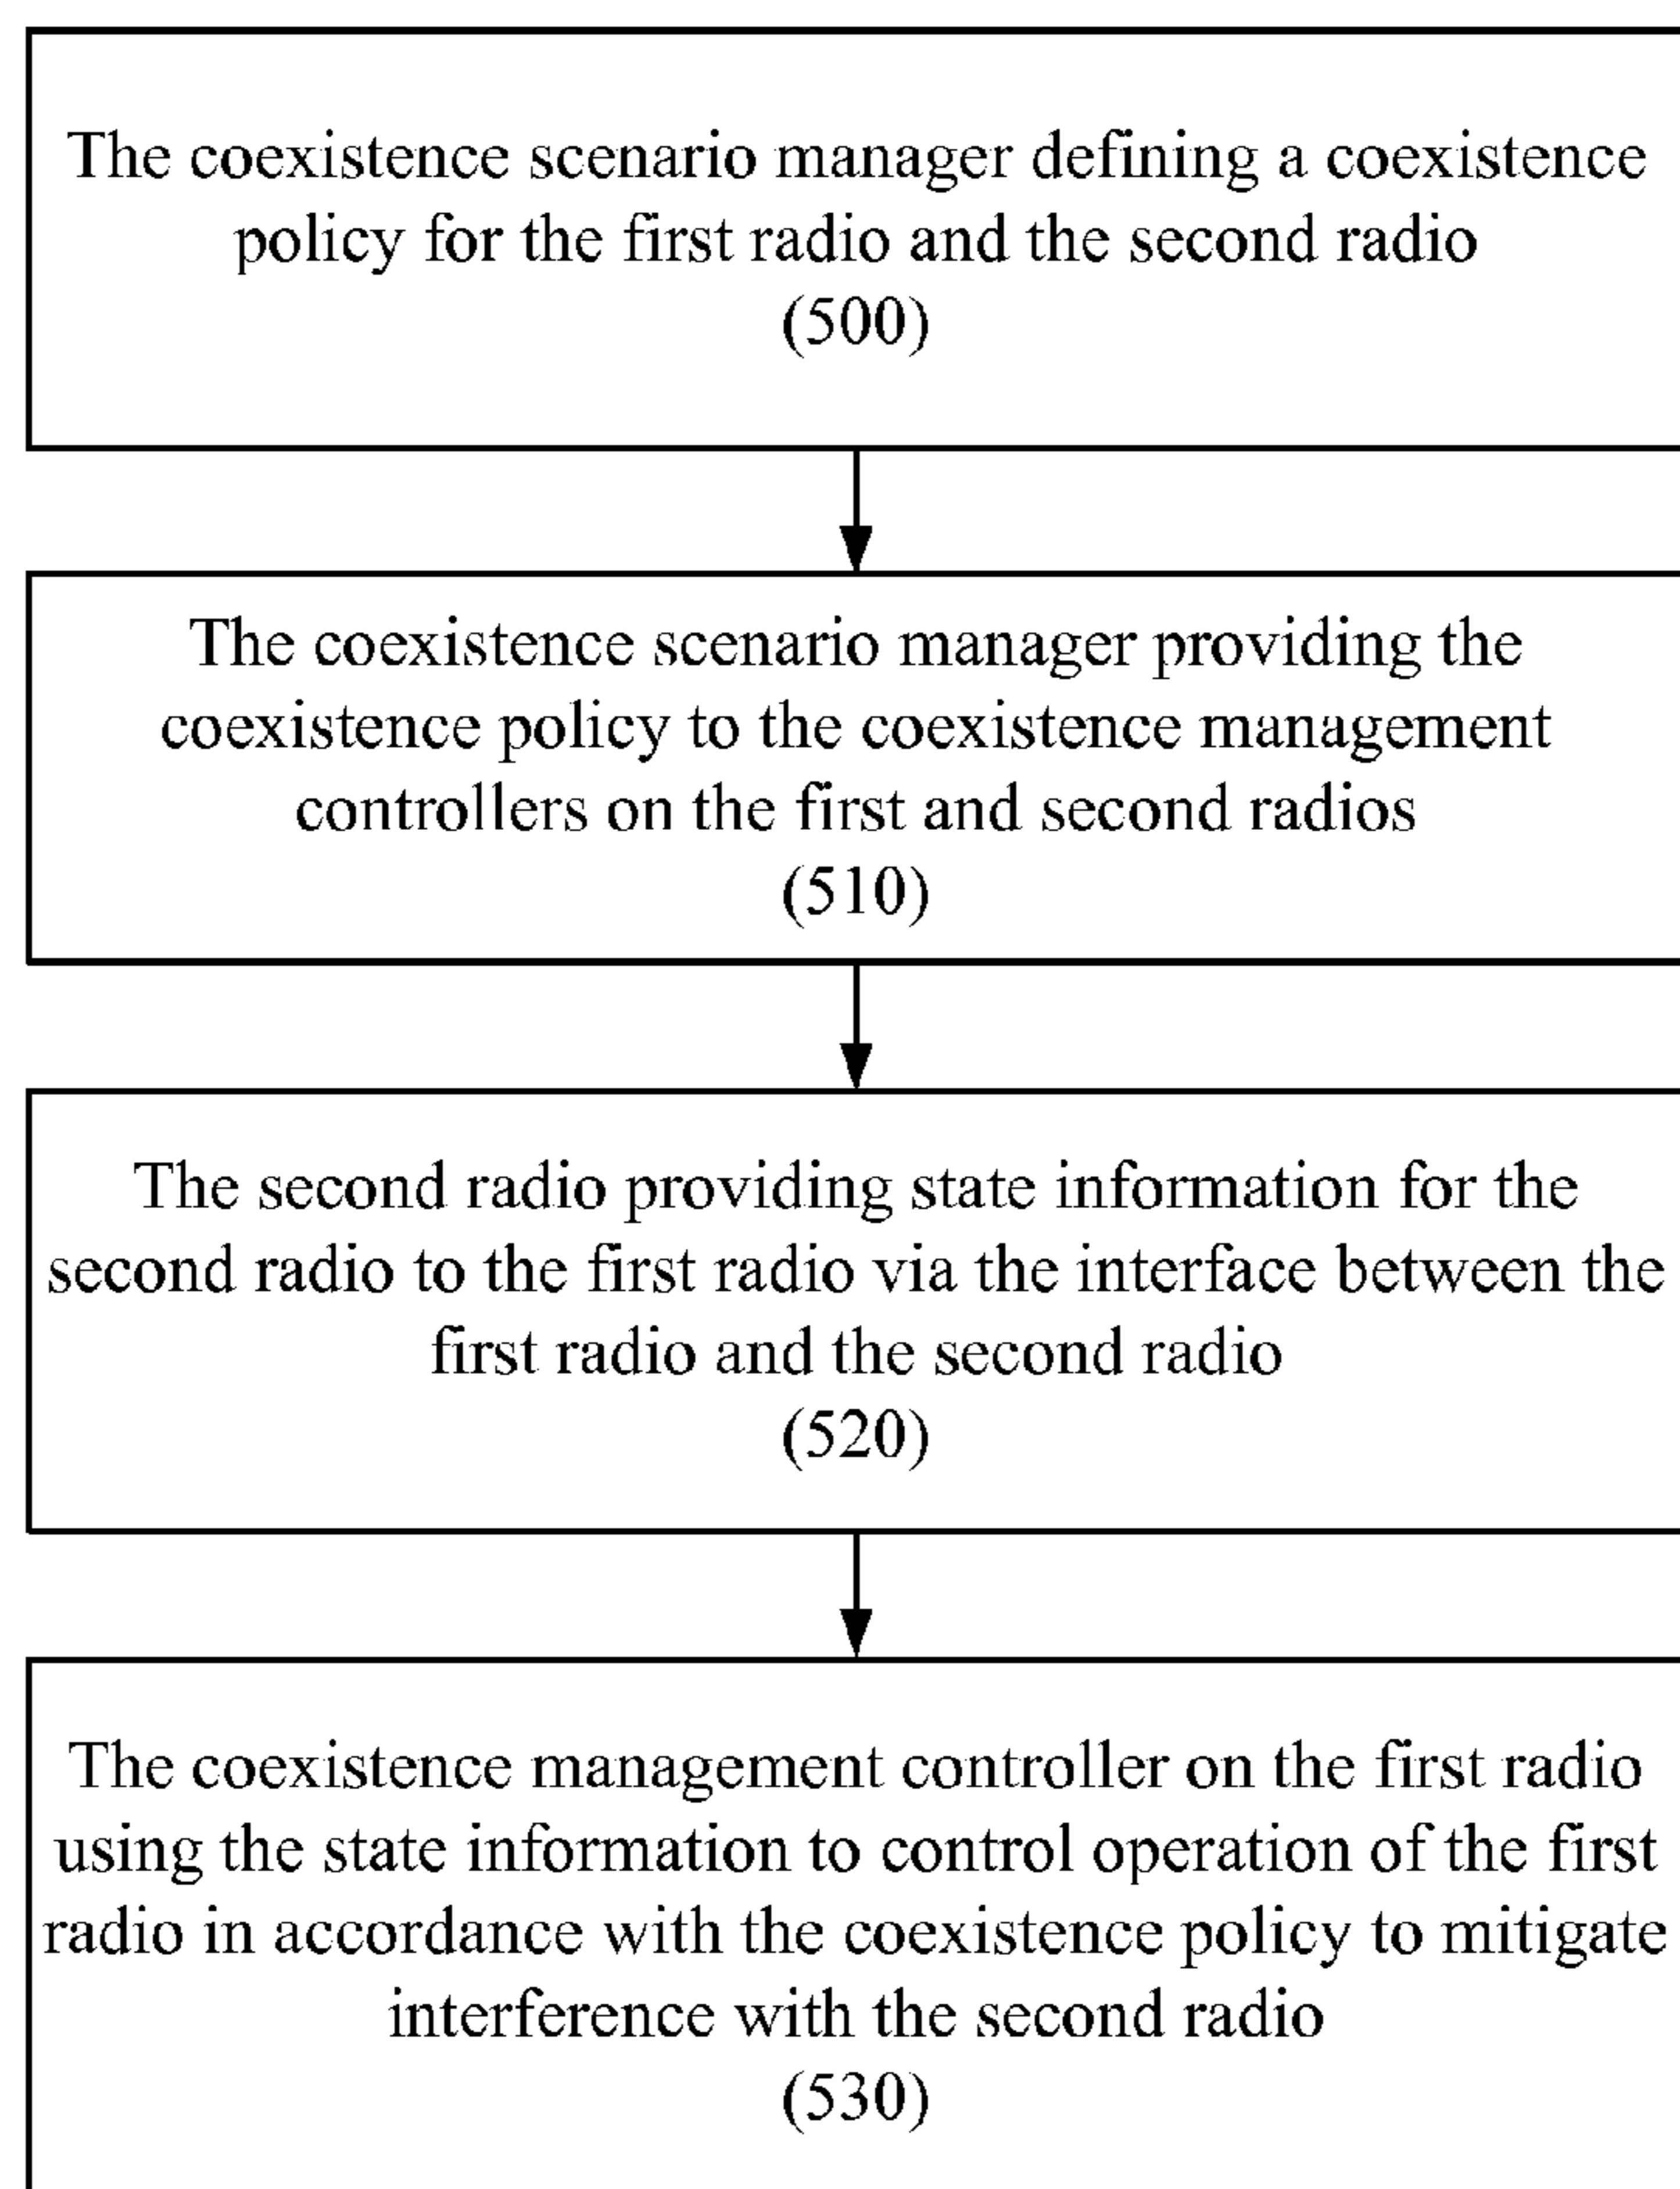 The coexistence scenario manager defining a coexistence
policy for the first radio and the second radio
(500)
The coexistence scenario manager providing the
coexistence policy to the coexistence management
controllers on the first and second radios
(510)
The second radio providing state information for the
second radio to the first radio via the interface between the
first radio and the second radio
(520)
The coexistence management controller on the first radio
using the state information to control operation of the first
radio in accordance with the coexistence policy to mitigate
interference with the second radio
(530)